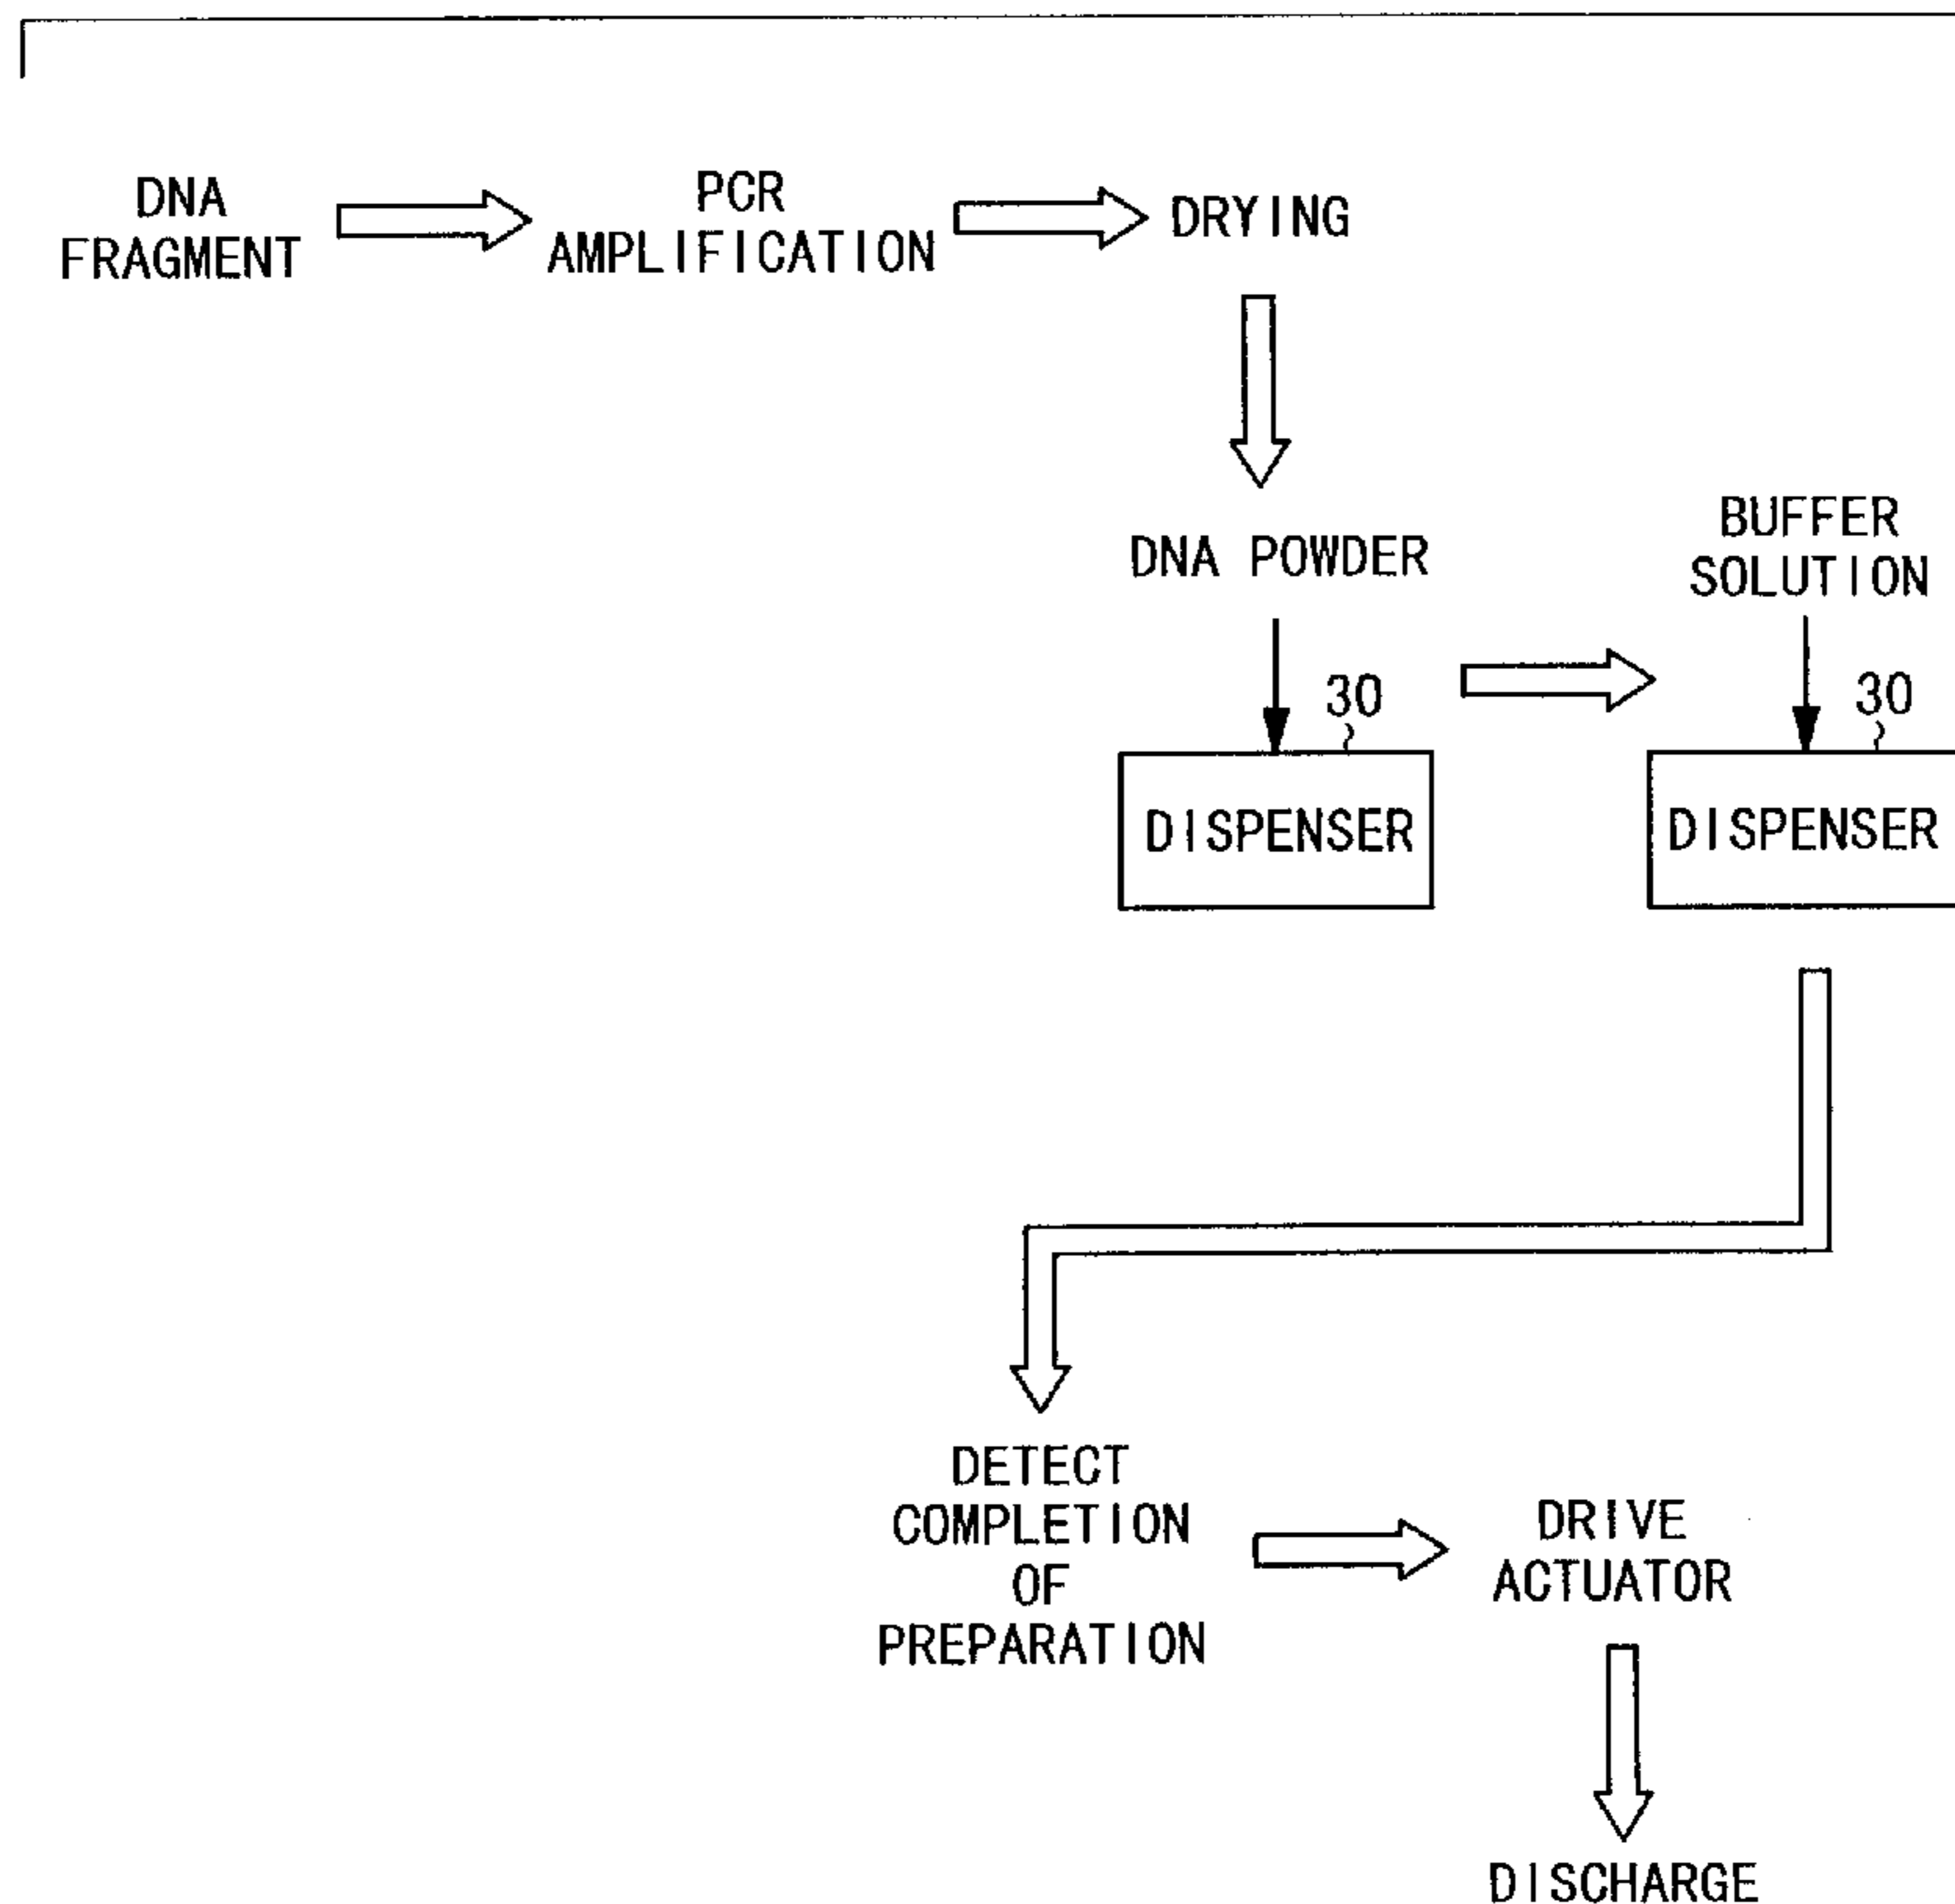 DNA
FRAGMENT
PCR
AMPLIFICATION
DRYING
DNA POWDER
BUFFER
SOLUTION
30
30
DISPENSER
DISPENSER
DETECT
COMPLETION
OF
PREPARATION
DRIVE
ACTUATOR
DISCHARGE